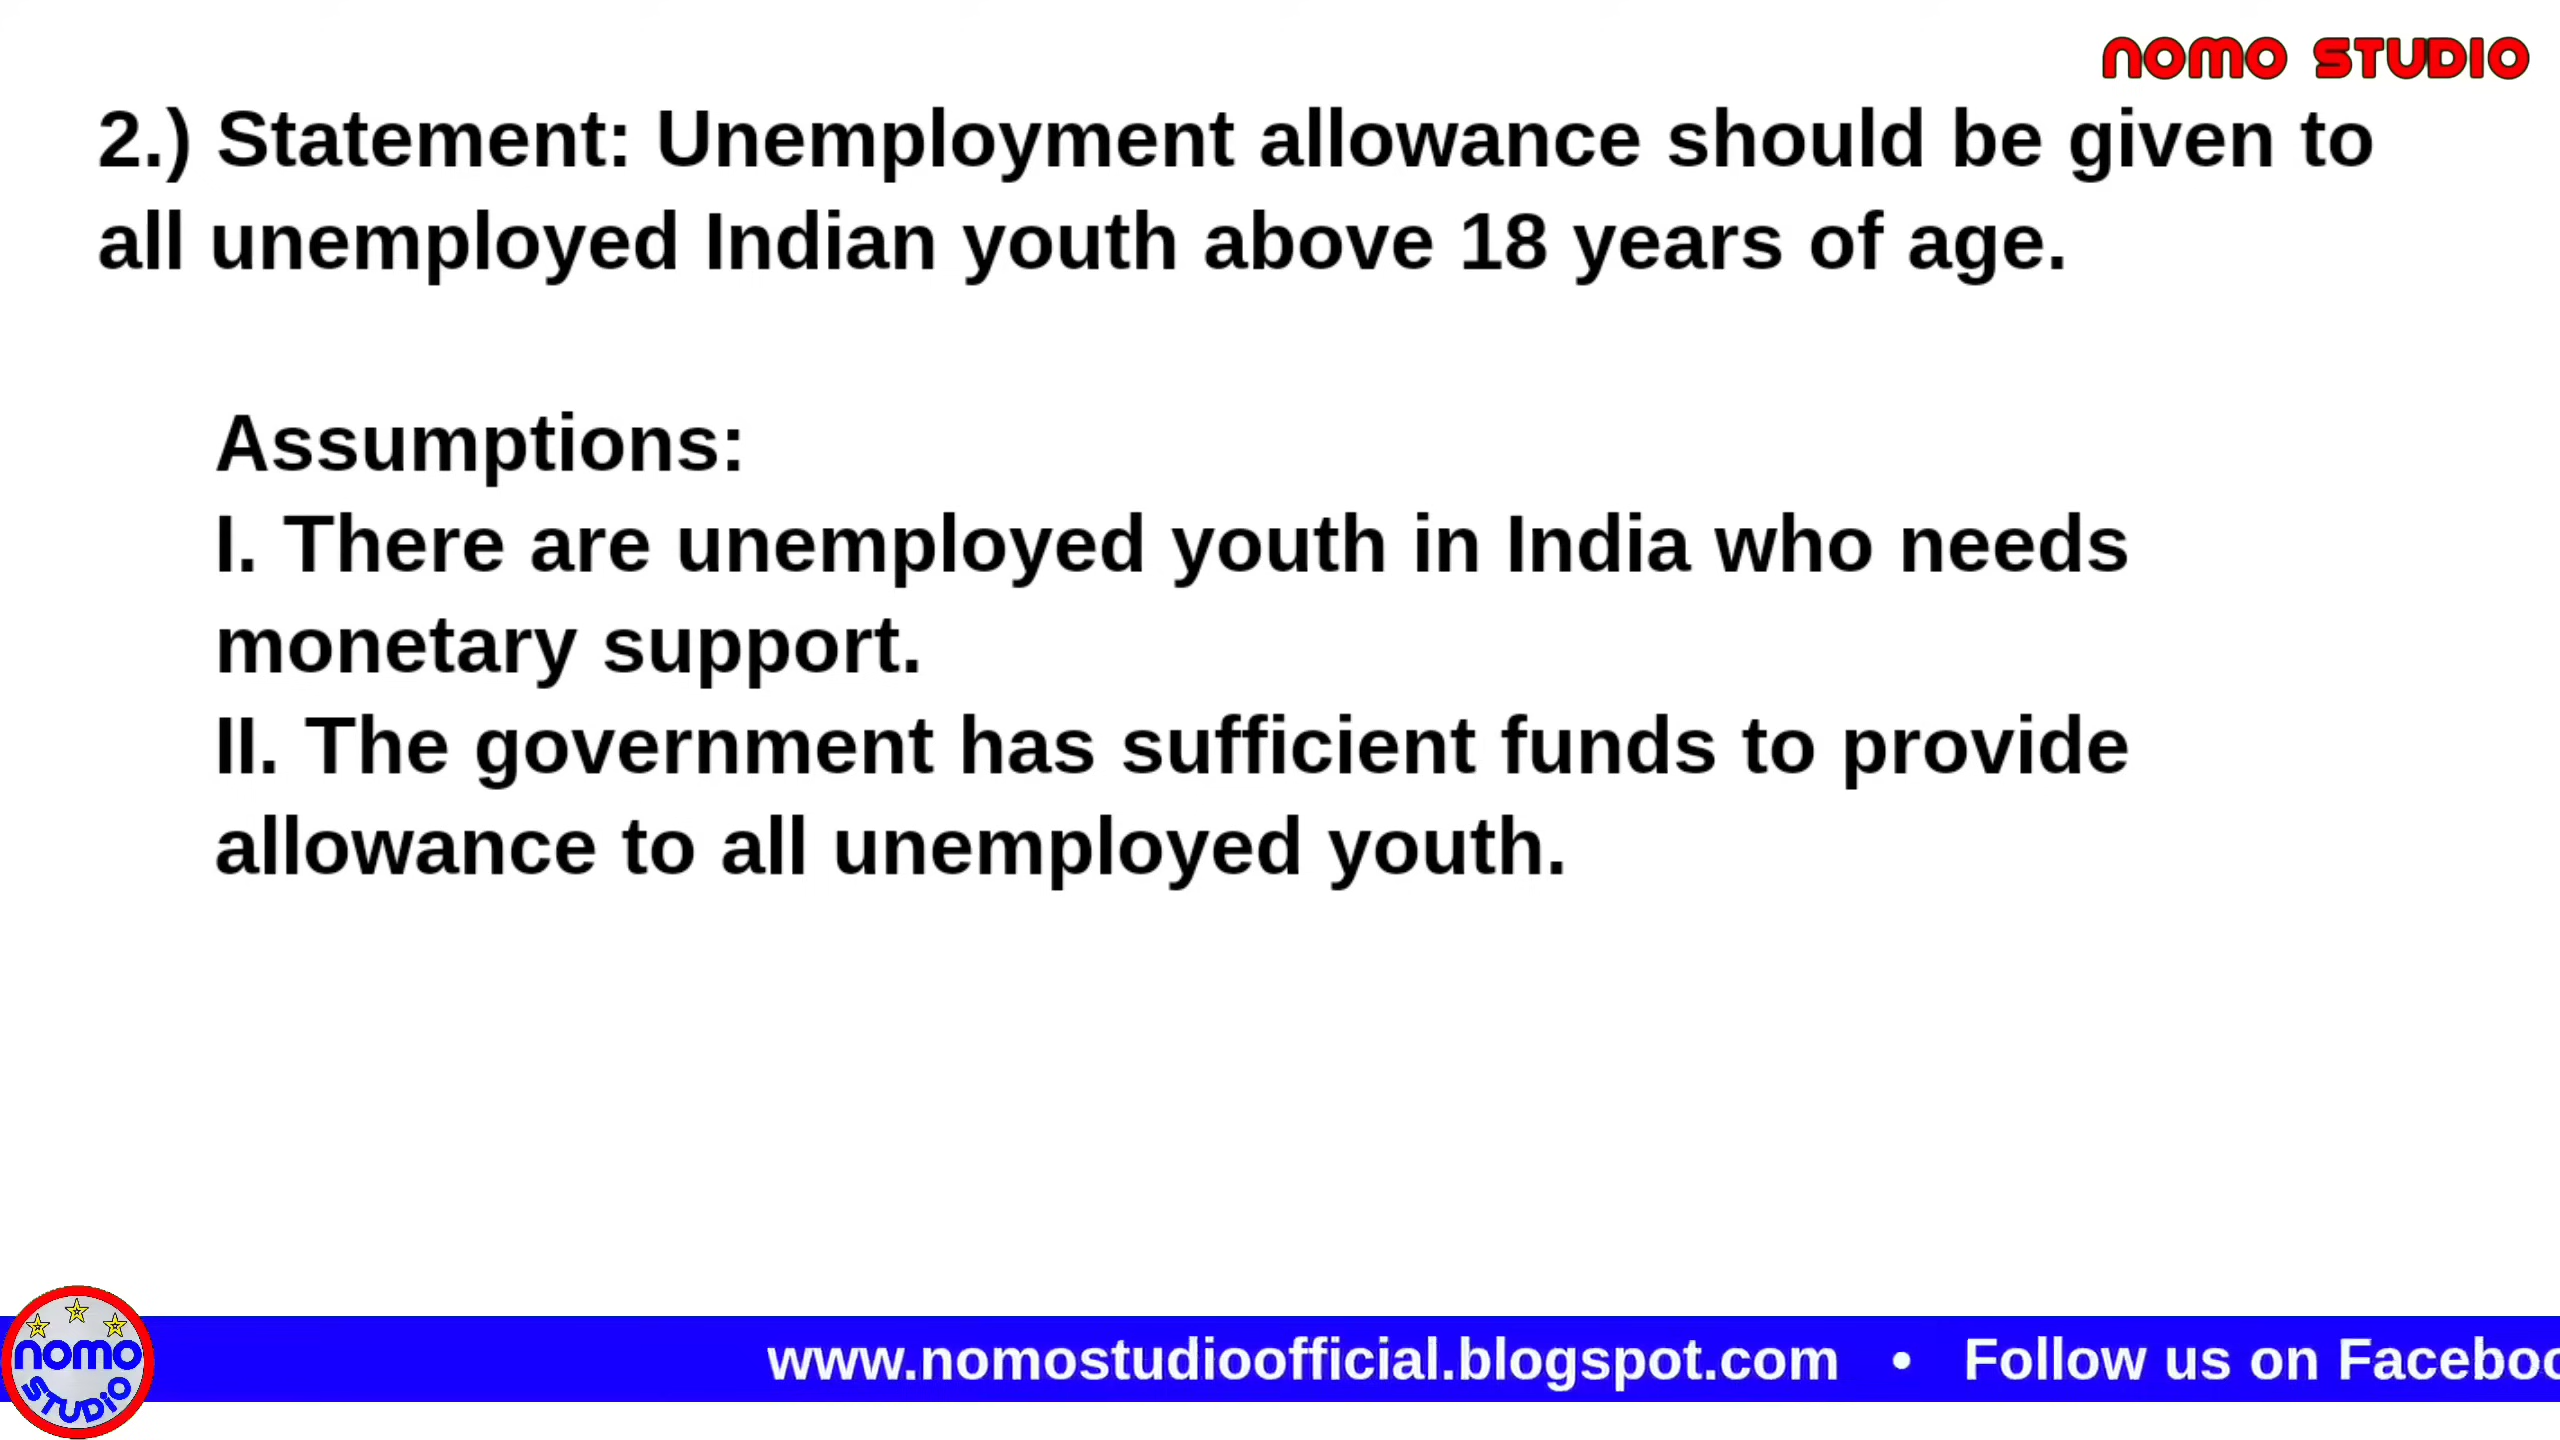 NOMO STUDIO
2.) Statement: Unemployment allowance should be given to
all unemployed Indian youth above 18 years of age.
Assumptions:
I. There are unemployed youth in India who needs
monetary support.
II. The government has sufficient funds to provide
allowance to all unemployed youth.
nomo
STUDiO
www.nomostudioofficial.blogspot.com • Follow us on Faceboo